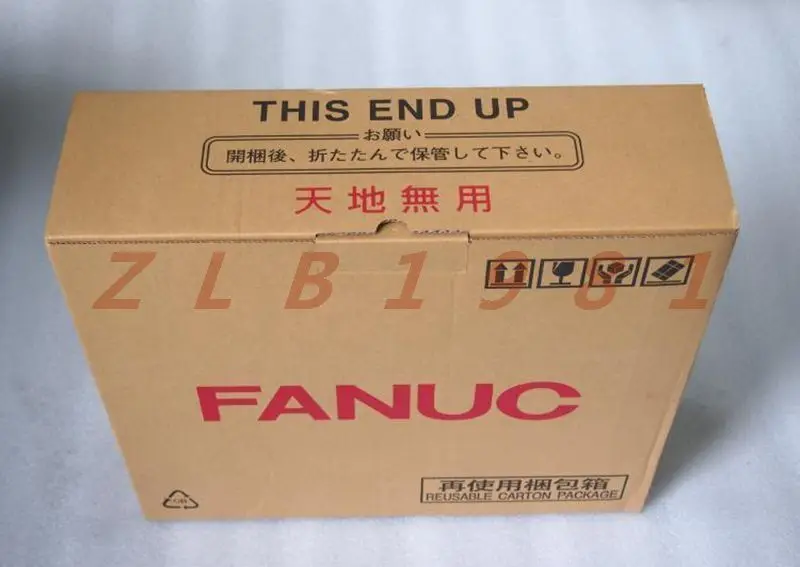 THIS END UP
お願い
開梱後、折たたんで保管して下さい。
天地無用
ZLB1981
FANUC
再使用梱包箱
REUSABLE CARTON PACKAGE